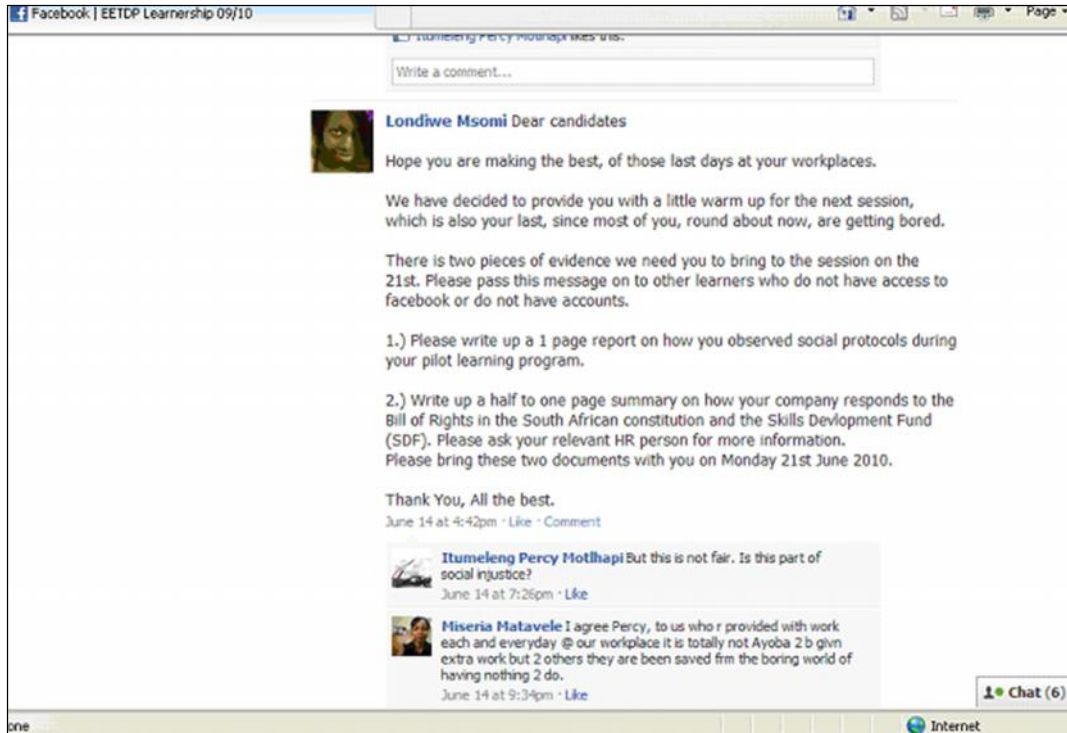 Facebook | EETDP Learnership 09/10
Page
Itumeleng Percy Motlhapi likes this.
Write a comment...
Londiwe Msomi Dear candidates
Hope you are making the best, of those last days at your workplaces.
We have decided to provide you with a little warm up for the next session,
which is also your last, since most of you, round about now, are getting bored.
There is two pieces of evidence we need you to bring to the session on the
21st. Please pass this message on to other learners who do not have access to
facebook or do not have accounts.
1.) Please write up a 1 page report on how you observed social protocols during
your pilot learning program.
2.) Write up a half to one page summary on how your company responds to the
Bill of Rights in the South African constitution and the Skills Devlopment Fund
(SDF). Please ask your relevant HR person for more information.
Please bring these two documents with you on Monday 21st June 2010.
Thank You, All the best.
June 14 at 4:42pm · Like · Comment
Itumeleng Percy Motlhapi But this is not fair. Is this part of
social injustice?
June 14 at 7:26pm · Like
Miseria Matavele I agree Percy, to us who r provided with work
each and everyday @ our workplace it is totally not Ayoba 2 b givn
extra work but 2 others they are been saved frm the boring world of
having nothing 2 do.
June 14 at 9:34pm · Like
Chat (6)
one
Internet